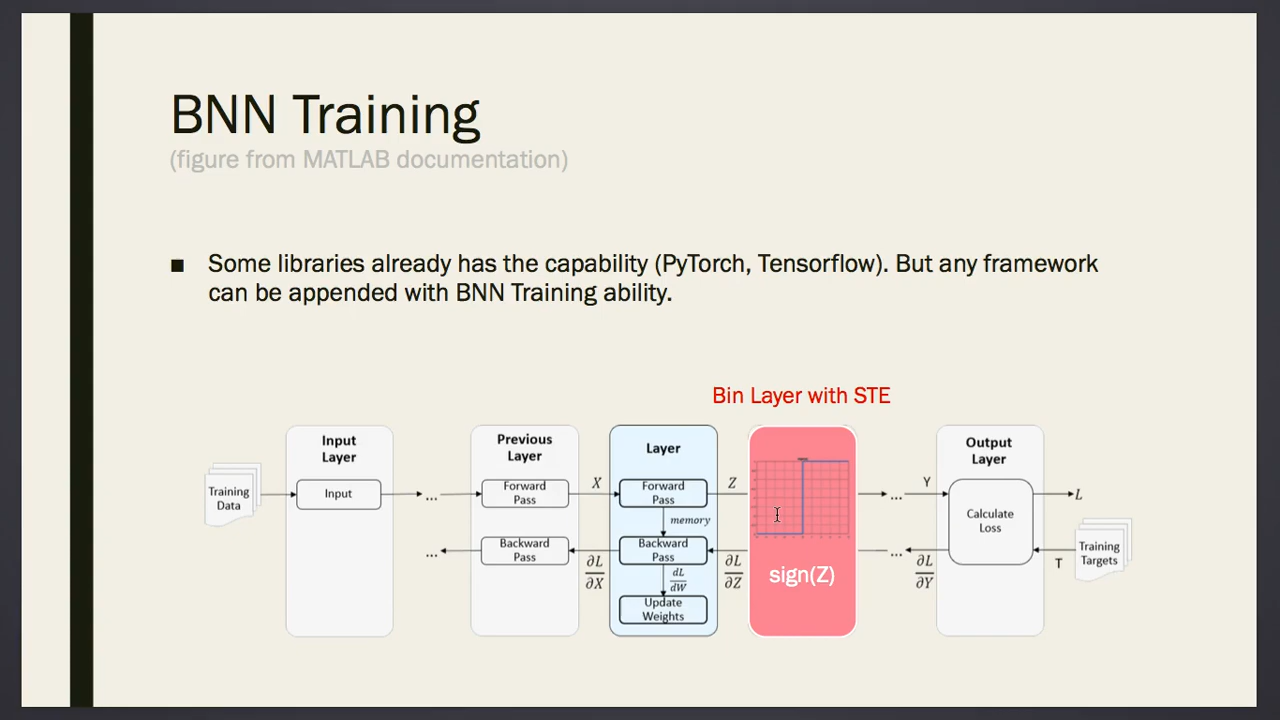 BNN Training
(figure from MATLAB documentation)
■ Some libraries already has the capability (PyTorch, Tensorflow). But any framework
can be appended with BNN Training ability.
Bin Layer with STE
Training
Data
Input
Layer
Input
...
...
Previous
Layer
Forward
Pass
Backward
Pass
X
∂L
∂X
Layer
Forward
Pass
memory
Backward
Pass
dL
dW
Update
Weights
Z
∂L
∂Z
sign(Z)
...
...
Y
∂L
∂Y
Output
Layer
Calculate
Loss
L
T
Training
Targets